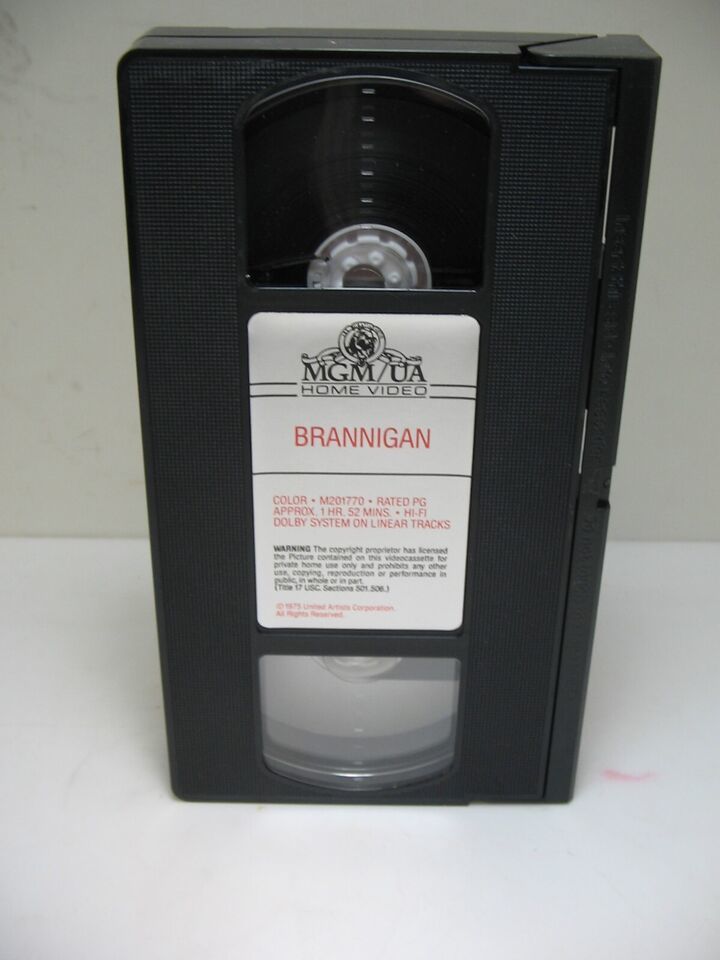 MGM/UA
HOME VIDEO
BRANNIGAN
COLOR • M201770 • RATED PG
APPROX. 1 HR. 52 MINS. • HI-FI
DOLBY SYSTEM ON LINEAR TRACKS
WARNING The copyright proprietor has licensed
the Picture contained on this videocassette for
private home use only and prohibits any other
use, copying, reproduction or performance in
public, in whole or in part.
(Title 17 USC. Sections 501.506.)
© 1975 United Artists Corporation.
All Rights Reserved.